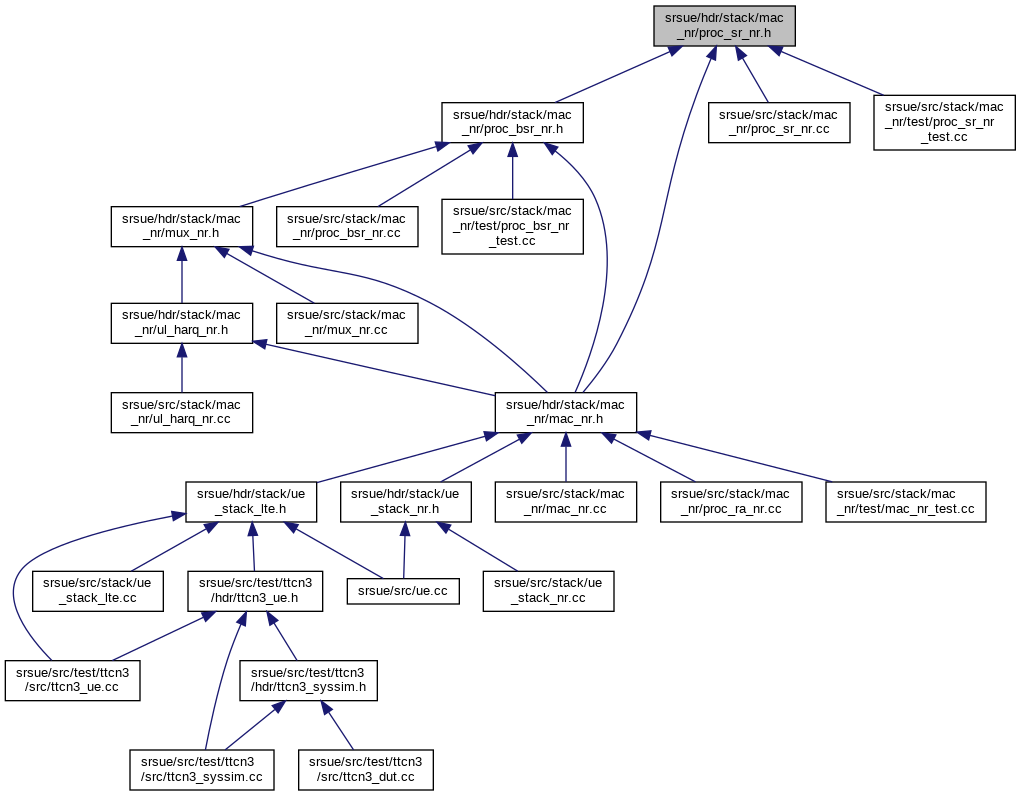 srsue/hdr/stack/mac
_nr/proc_sr_nr.h
srsue/hdr/stack/mac
_nr/proc_bsr_nr.h
srsue/src/stack/mac
_nr/proc_sr_nr.cc
srsue/src/stack/mac
_nr/test/proc_sr_nr
_test.cc
srsue/hdr/stack/mac
_nr/mux_nr.h
srsue/src/stack/mac
_nr/proc_bsr_nr.cc
srsue/src/stack/mac
_nr/test/proc_bsr_nr
_test.cc
srsue/hdr/stack/mac
_nr/ul_harq_nr.h
srsue/src/stack/mac
_nr/mux_nr.cc
srsue/src/stack/mac
_nr/ul_harq_nr.cc
srsue/hdr/stack/mac
_nr/mac_nr.h
srsue/hdr/stack/ue
_stack_lte.h
srsue/hdr/stack/ue
_stack_nr.h
srsue/src/stack/mac
_nr/mac_nr.cc
srsue/src/stack/mac
_nr/proc_ra_nr.cc
srsue/src/stack/mac
_nr/test/mac_nr_test.cc
srsue/src/stack/ue
_stack_lte.cc
srsue/src/test/ttcn3
/hdr/ttcn3_ue.h
srsue/src/ue.cc
srsue/src/stack/ue
_stack_nr.cc
srsue/src/test/ttcn3
/src/ttcn3_ue.cc
srsue/src/test/ttcn3
/hdr/ttcn3_syssim.h
srsue/src/test/ttcn3
/src/ttcn3_syssim.cc
srsue/src/test/ttcn3
/src/ttcn3_dut.cc